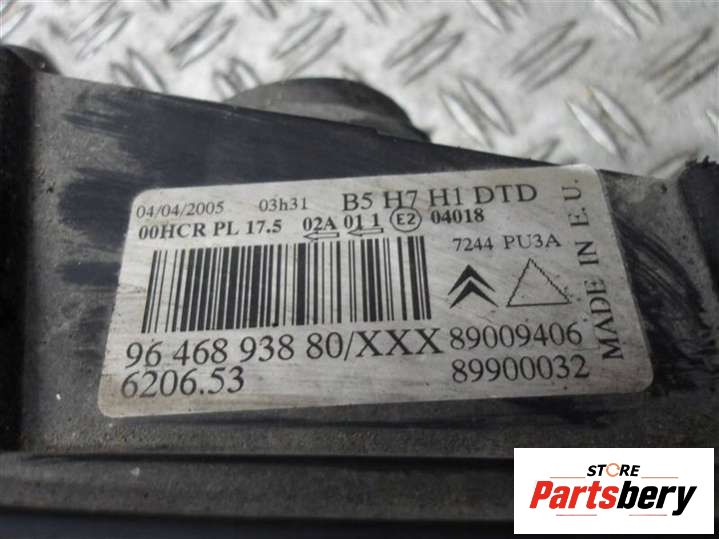 04/04/2005 03h31 B5 H7 H1 DTD
00HCR PL 17.5 02A 01 1 E2 04018
7244 PU3A
96 468 938 80/XXX 89009406
6206.53 89900032
MADE IN E.U.
STORE
Partsbery